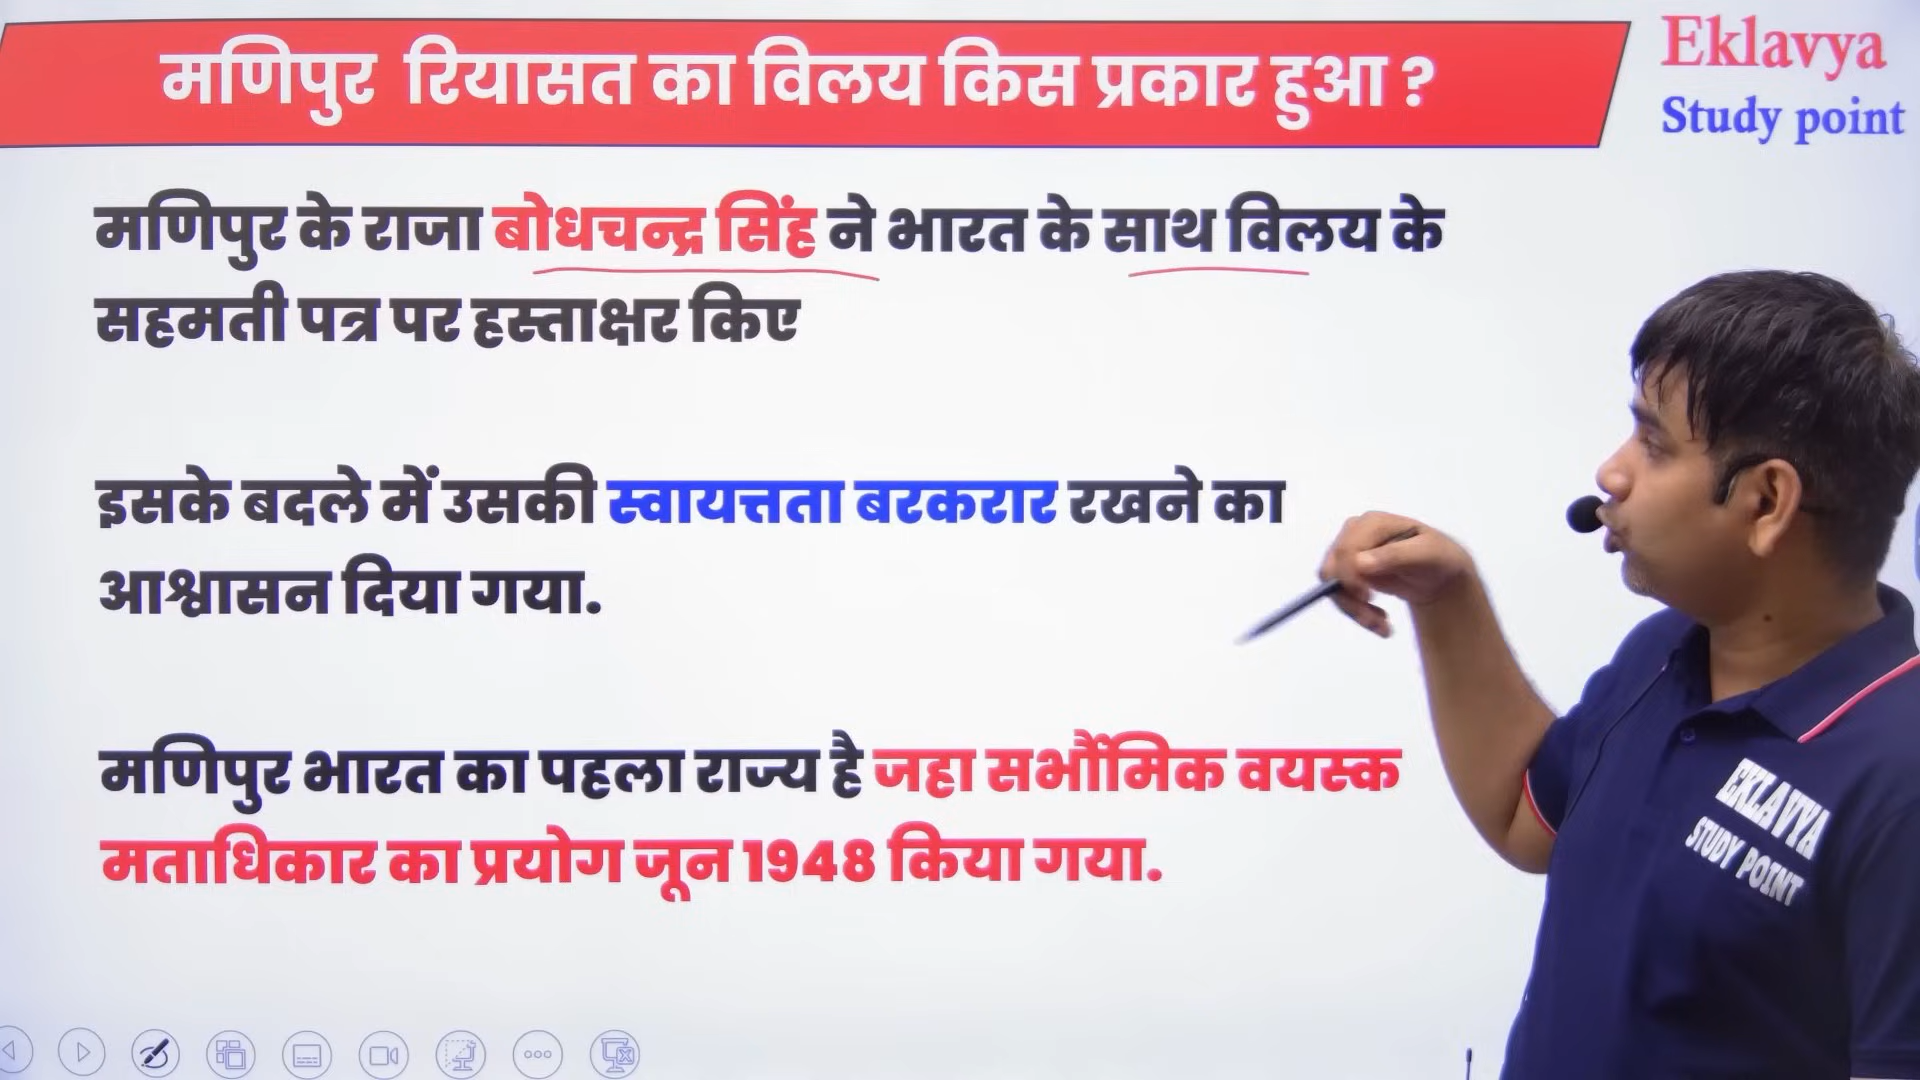 मणिपुर रियासत का विलय किस प्रकार हुआ ?
Eklavya
Study point
मणिपुर के राजा बोधचन्द्र सिंह ने भारत के साथ विलय के
सहमती पत्र पर हस्ताक्षर किए
इसके बदले में उसकी स्वायत्तता बरकरार रखने का
आश्वासन दिया गया.
मणिपुर भारत का पहला राज्य है जहा सर्भौमिक वयस्क
मताधिकार का प्रयोग जून 1948 किया गया.
EKLAVYA
STUDY POINT